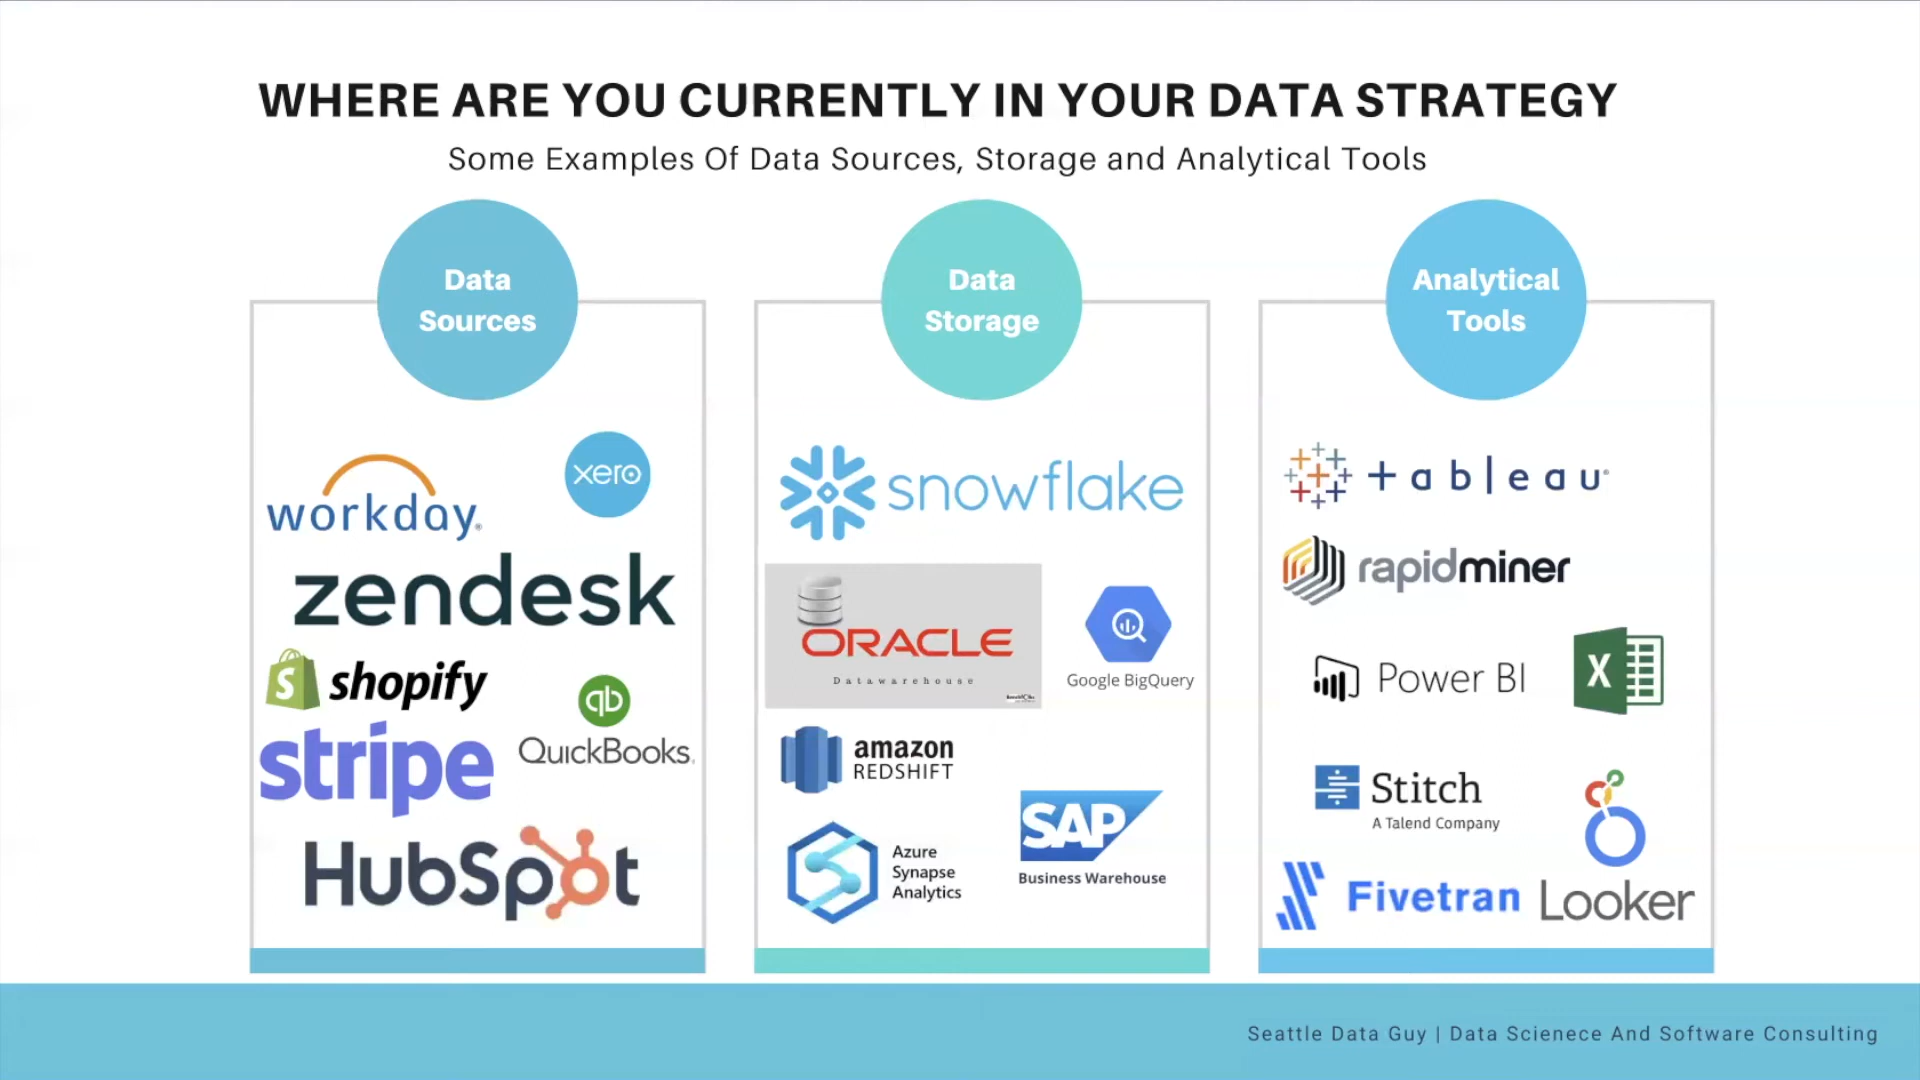 WHERE ARE YOU CURRENTLY IN YOUR DATA STRATEGY
Some Examples Of Data Sources, Storage and Analytical Tools
Data
Sources
workday
xero
zendesk
shopify
qb
QuickBooks
stripe
HubSpot
Data
Storage
snowflake
ORACLE
Datawarehouse
Google BigQuery
amazon
REDSHIFT
SAP
Business Warehouse
Azure
Synapse
Analytics
Analytical
Tools
+ableau
rapidminer
Power BI
X
Stitch
A Talend Company
Fivetran
Looker
Seattle Data Guy | Data Scienece And Software Consulting